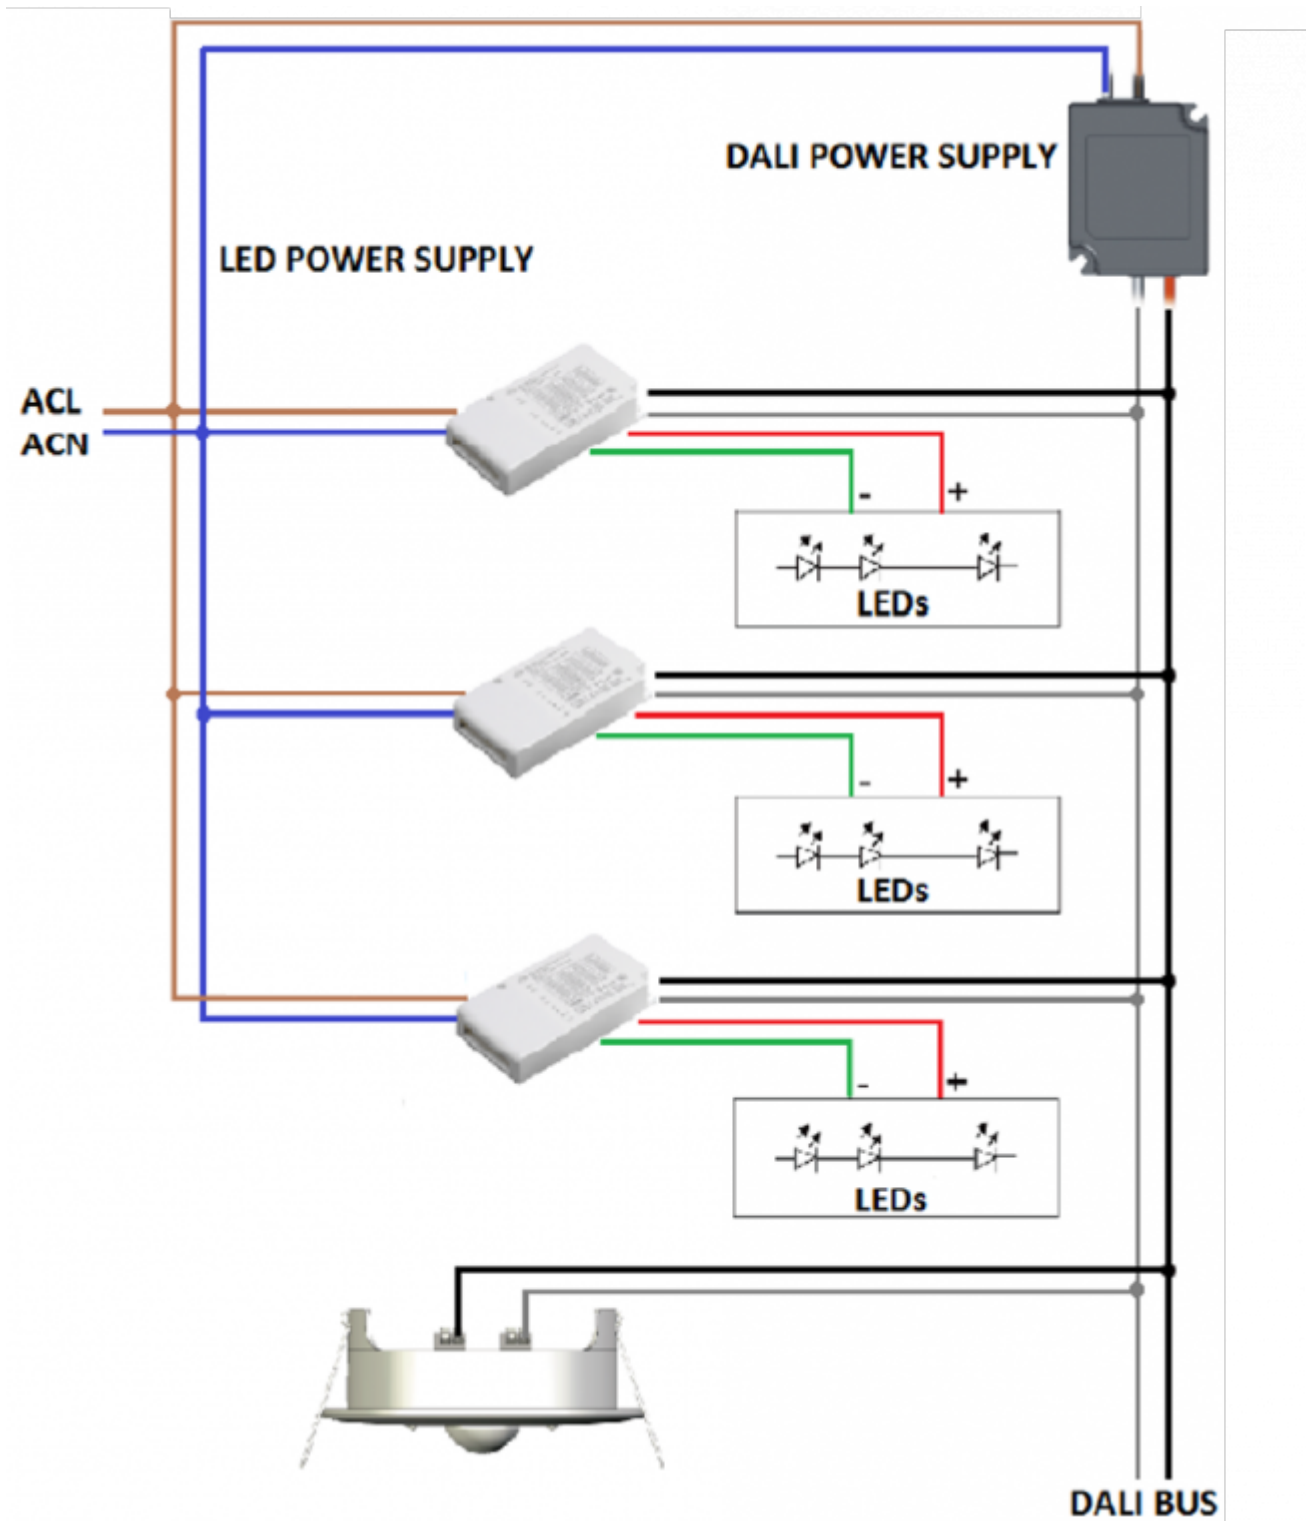 DALI POWER SUPPLY
LED POWER SUPPLY
ACL
ACN
- +
LEDs
- +
LEDs
- +
LEDs
DALI BUS